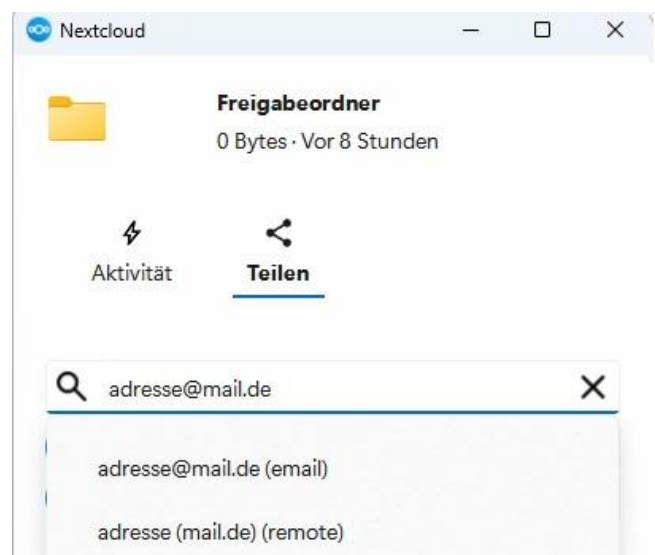 Nextcloud
Freigabeordner
0 Bytes · Vor 8 Stunden
Aktivität Teilen
adresse@mail.de
adresse@mail.de (email)
adresse (mail.de) (remote)